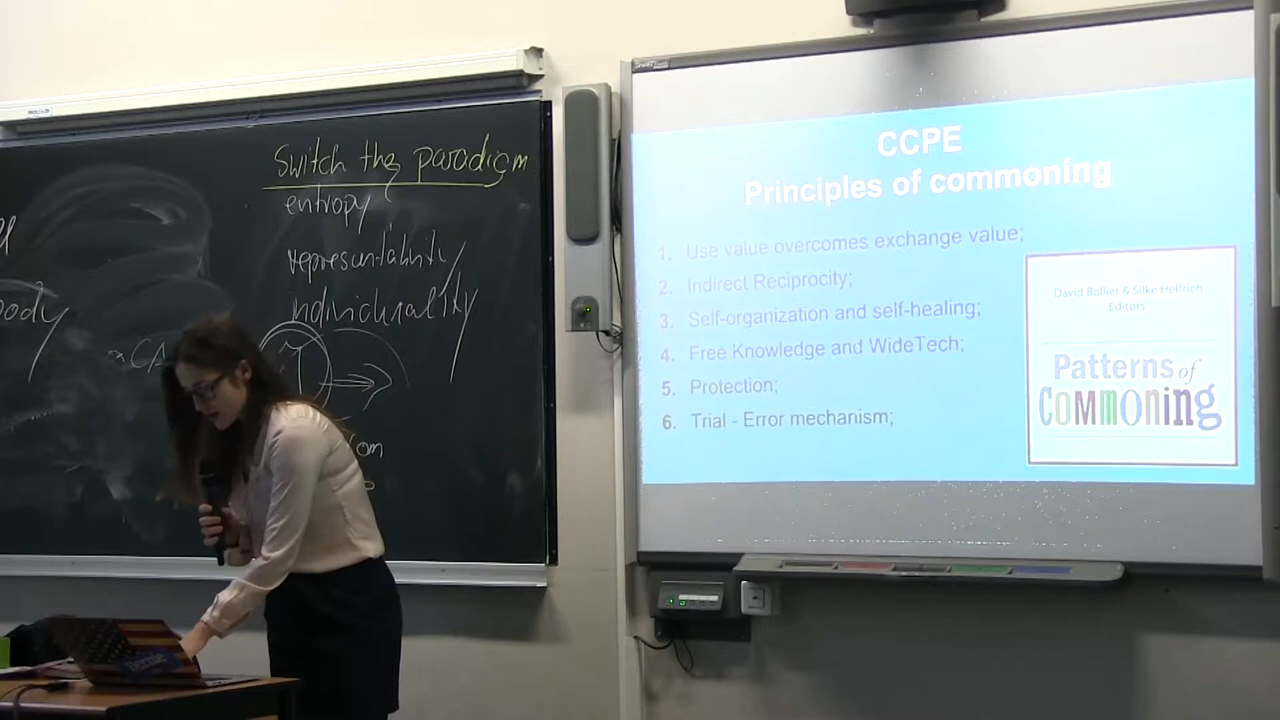 Switch the paradigm
entropy
individuality
body
CCPE
Principles of commoning
1. Use value overcomes exchange value;
2. Indirect Reciprocity;
3. Self-organization and self-healing;
4. Free Knowledge and WideTech;
5. Protection;
6. Trial - Error mechanism;
David Bollier & Silke Helfrich
Editors
Patterns of
Commoning